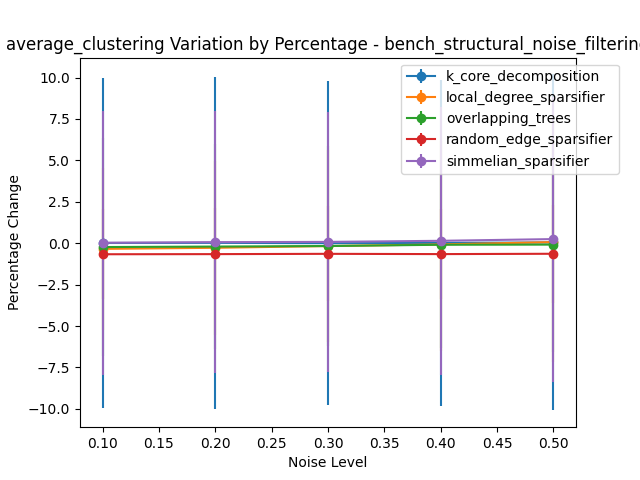 average_clustering Variation by Percentage - bench_structural_noise_filtering
10.0
7.5
5.0
2.5
0.0
−2.5
−5.0
−7.5
−10.0
Percentage Change
k_core_decomposition
local_degree_sparsifier
overlapping_trees
random_edge_sparsifier
simmelian_sparsifier
0.10 0.15 0.20 0.25 0.30 0.35 0.40 0.45 0.50
Noise Level